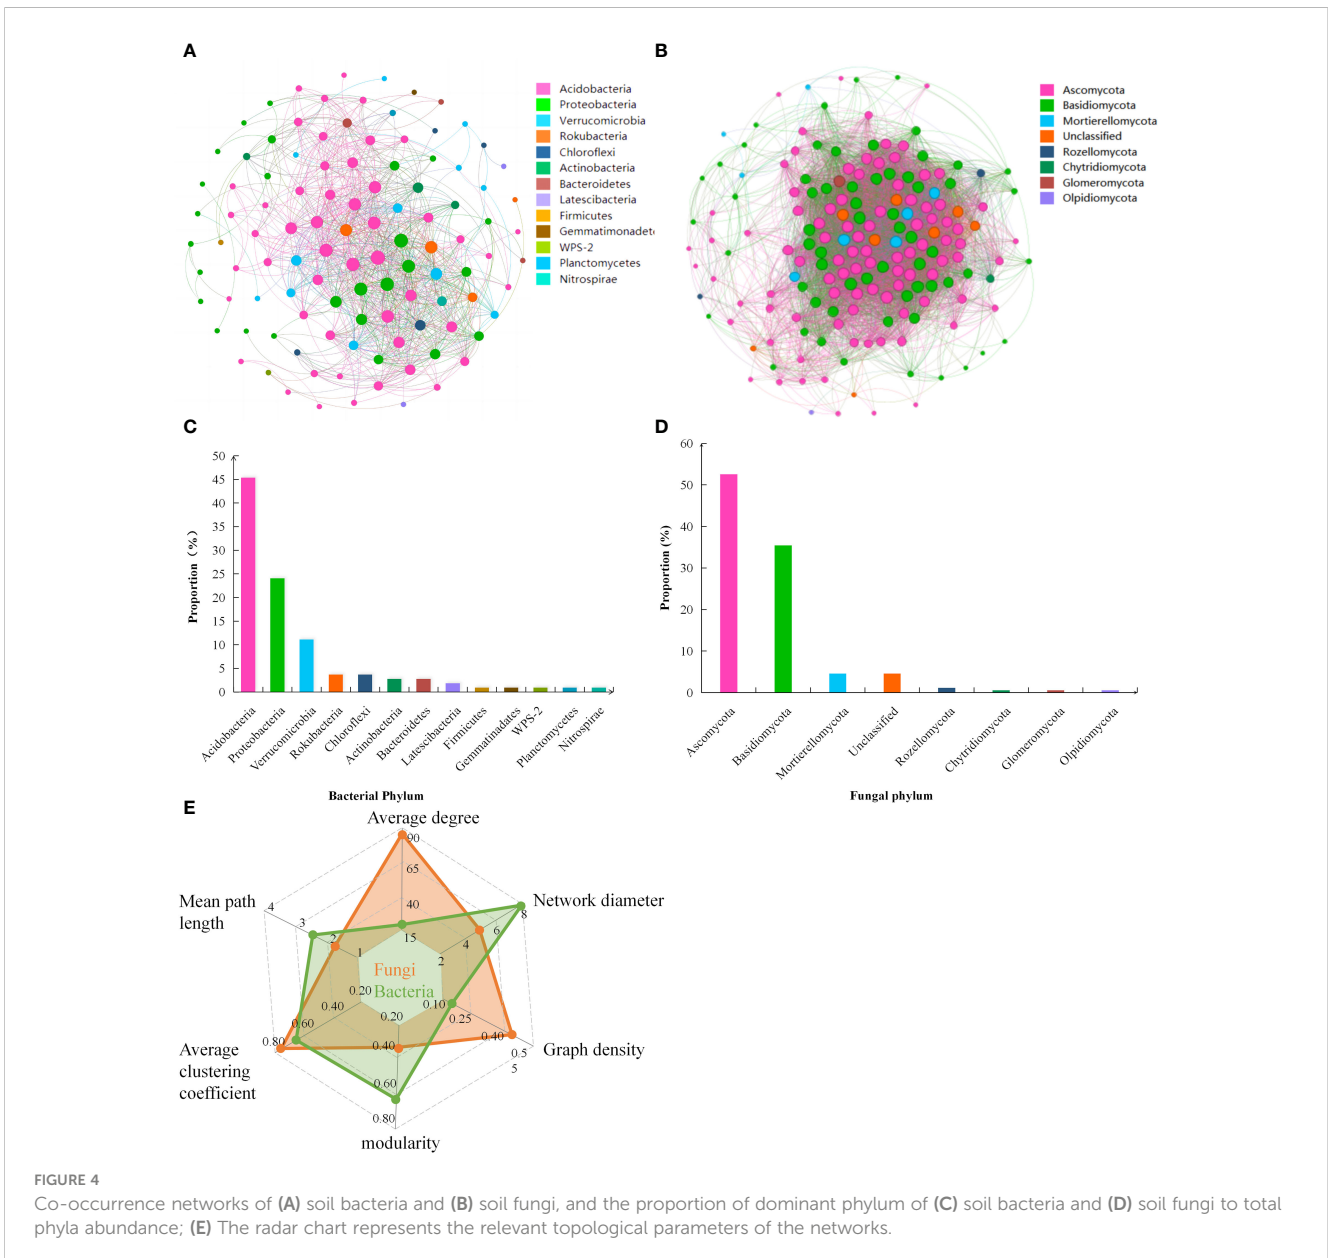 A
Acidobacteria
Proteobacteria
Verrucomicrobia
Rokubacteria
Chloroflexi
Actinobacteria
Bacteroidetes
Latescibacteria
Firmicutes
Gemmatimonadete
WPS-2
Planctomycetes
Nitrospirae
B
Ascomycota
Basidiomycota
Mortierellomycota
Unclassified
Rozellomycota
Chytridiomycota
Glomeromycota
Olpidiomycota
C
Proportion (%)
50
45
40
35
30
25
20
15
10
5
0
Acidobacteria
Proteobacteria
Verrucomicrobia
Rokubacteria
Chloroflexi
Actinobacteria
Bacteroidetes
Latescibacteria
Firmicutes
Gemmatinadates
WPS-2
Planctomycetes
Nitrospirae
Bacterial Phylum
D
Proportion (%)
60
50
40
30
20
10
0
Ascomycota
Basidiomycota
Mortierellomycota
Unclassified
Rozellomycota
Chytridiomycota
Glomeromycota
Olpidiomycota
Fungal phylum
E
Average degree
90
65
40
15
Network diameter
8
6
4
2
Graph density
0.10
0.25
0.40
0.5
5
modularity
0.20
0.40
0.60
0.80
Average
clustering
coefficient
0.20
0.40
0.60
0.80
Mean path
length
4
3
2
1
Fungi
Bacteria
FIGURE 4
Co-occurrence networks of (A) soil bacteria and (B) soil fungi, and the proportion of dominant phylum of (C) soil bacteria and (D) soil fungi to total
phyla abundance; (E) The radar chart represents the relevant topological parameters of the networks.